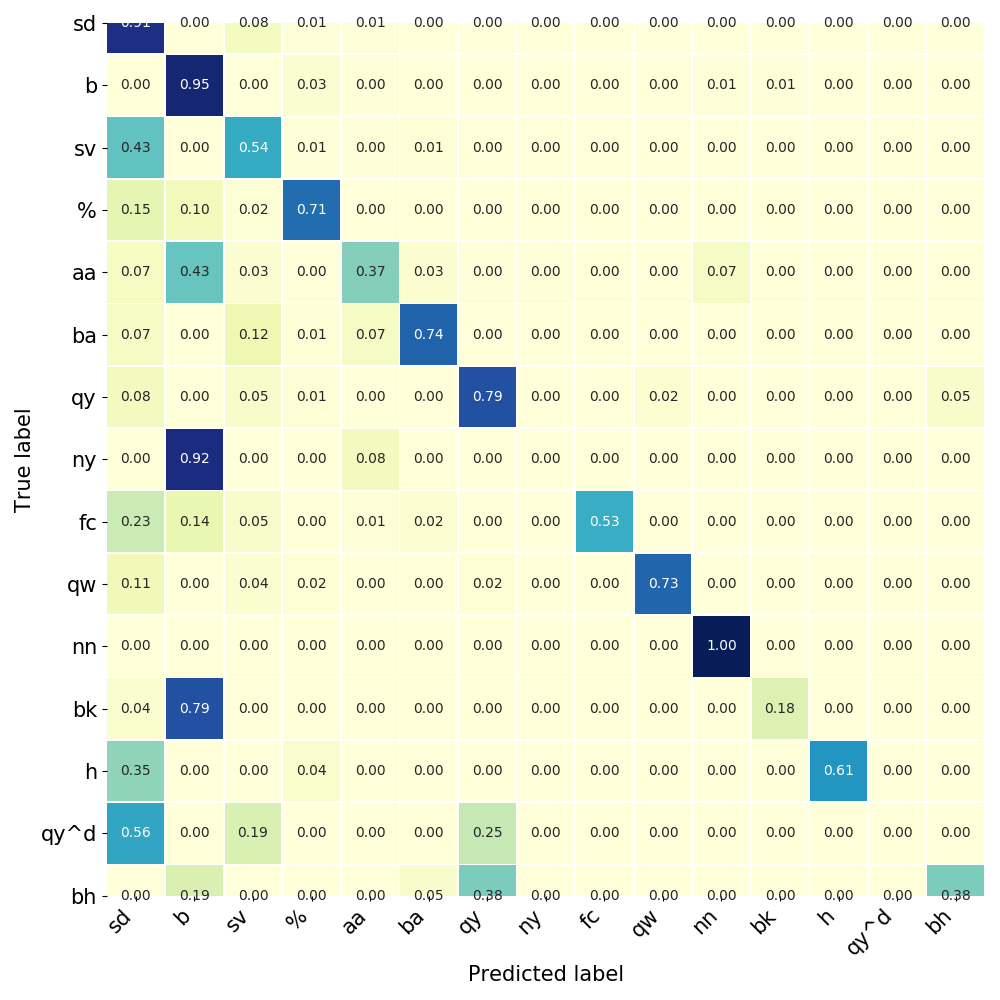 sd 0.91 0.00 0.08 0.01 0.01 0.00 0.00 0.00 0.00 0.00 0.00 0.00 0.00 0.00 0.00
b 0.00 0.95 0.00 0.03 0.00 0.00 0.00 0.00 0.00 0.00 0.01 0.01 0.00 0.00 0.00
sv 0.43 0.00 0.54 0.01 0.00 0.01 0.00 0.00 0.00 0.00 0.00 0.00 0.00 0.00 0.00
% 0.15 0.10 0.02 0.71 0.00 0.00 0.00 0.00 0.00 0.00 0.00 0.00 0.00 0.00 0.00
aa 0.07 0.43 0.03 0.00 0.37 0.03 0.00 0.00 0.00 0.00 0.07 0.00 0.00 0.00 0.00
ba 0.07 0.00 0.12 0.01 0.07 0.74 0.00 0.00 0.00 0.00 0.00 0.00 0.00 0.00 0.00
qy 0.08 0.00 0.05 0.01 0.00 0.00 0.79 0.00 0.00 0.02 0.00 0.00 0.00 0.00 0.05
ny 0.00 0.92 0.00 0.00 0.08 0.00 0.00 0.00 0.00 0.00 0.00 0.00 0.00 0.00 0.00
fc 0.23 0.14 0.05 0.00 0.01 0.02 0.00 0.00 0.53 0.00 0.00 0.00 0.00 0.00 0.00
qw 0.11 0.00 0.04 0.02 0.00 0.00 0.02 0.00 0.00 0.73 0.00 0.00 0.00 0.00 0.00
nn 0.00 0.00 0.00 0.00 0.00 0.00 0.00 0.00 0.00 0.00 1.00 0.00 0.00 0.00 0.00
bk 0.04 0.79 0.00 0.00 0.00 0.00 0.00 0.00 0.00 0.00 0.00 0.18 0.00 0.00 0.00
h 0.35 0.00 0.00 0.04 0.00 0.00 0.00 0.00 0.00 0.00 0.00 0.00 0.61 0.00 0.00
qy^d 0.56 0.00 0.19 0.00 0.00 0.00 0.25 0.00 0.00 0.00 0.00 0.00 0.00 0.00 0.00
bh 0.00 0.19 0.00 0.00 0.00 0.05 0.38 0.00 0.00 0.00 0.00 0.00 0.00 0.00 0.38
sd b sv % aa ba qy ny fc qw nn bk h qy^d bh
True label
Predicted label